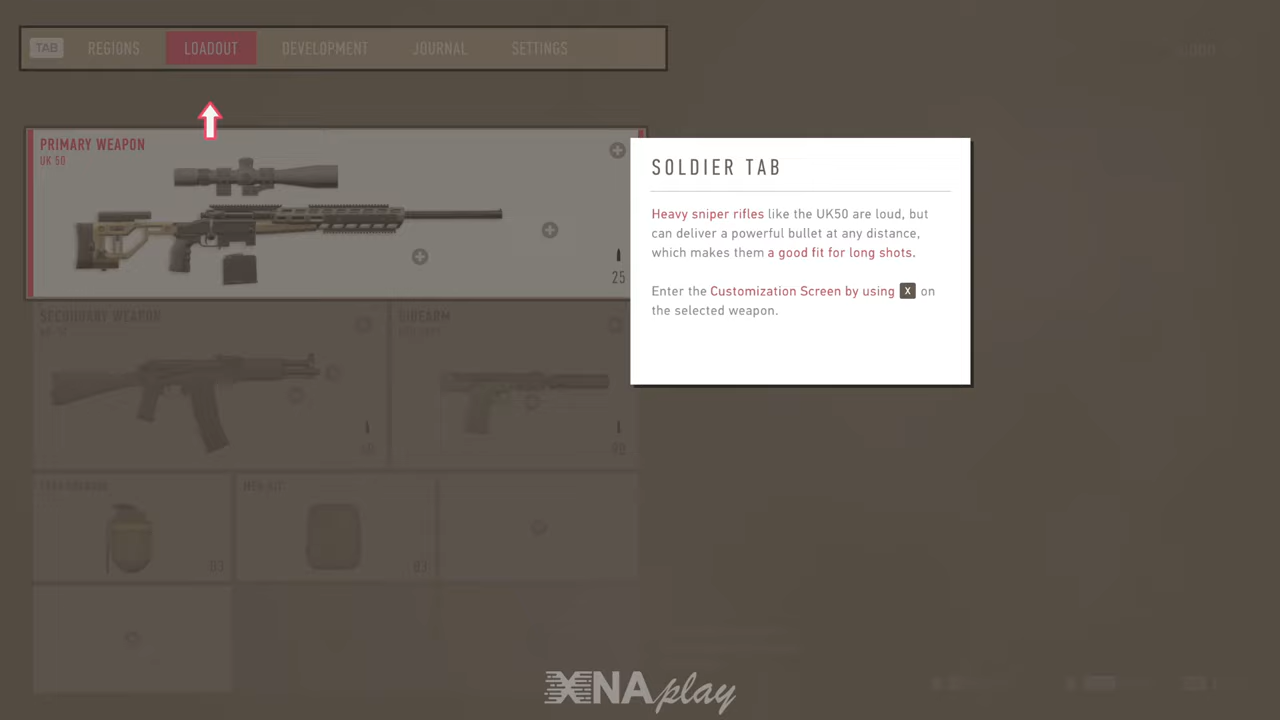 TAB REGIONS LOADOUT DEVELOPMENT JOURNAL SETTINGS
PRIMARY WEAPON
UK 50
25
SOLDIER TAB
Heavy sniper rifles like the UK50 are loud, but
can deliver a powerful bullet at any distance,
which makes them a good fit for long shots.
Enter the Customization Screen by using X on
the selected weapon.
SECONDARY WEAPON
SIDEARM
XNAplay